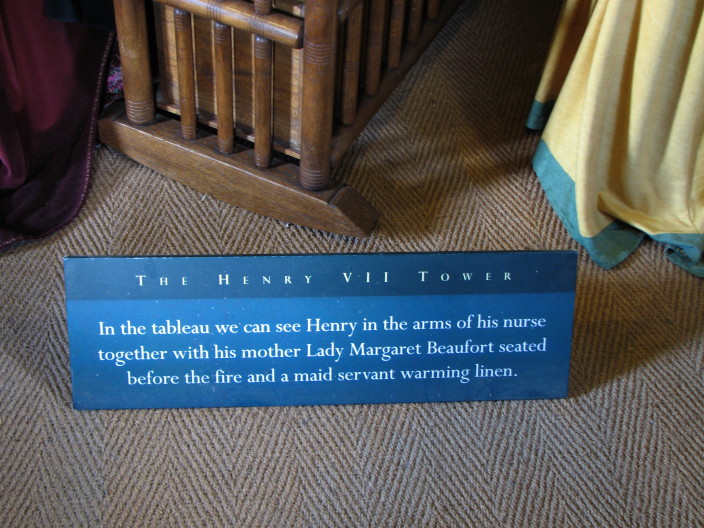 The Henry VII Tower
In the tableau we can see Henry in the arms of his nurse
together with his mother Lady Margaret Beaufort seated
before the fire and a maid servant warming linen.